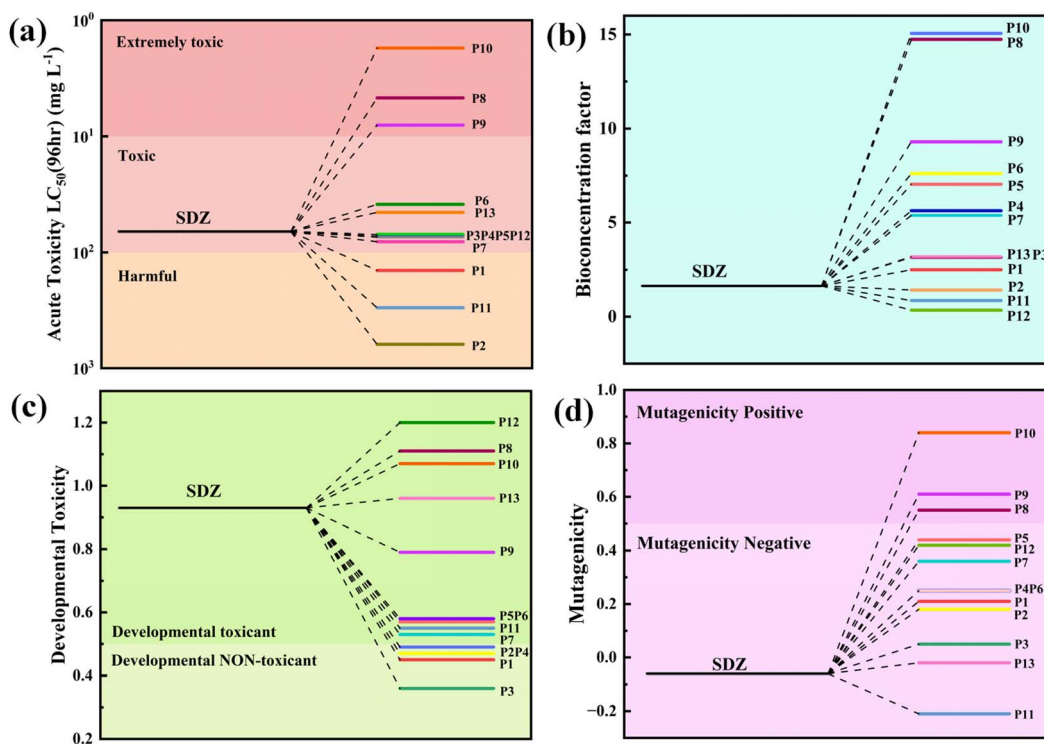 (a)
Acute Toxicity LC50(96hr) (mg L-1)
10^0
10^1
10^2
10^3
Extremely toxic
Toxic
Harmful
SDZ
P10
P8
P9
P6
P13
P3P4P5P12
P7
P1
P11
P2
(b)
Bioconcentration factor
15
10
5
0
SDZ
P10
P8
P9
P6
P5
P4
P7
P13P3
P1
P2
P11
P12
(c)
Developmental Toxicity
1.2
1.0
0.8
0.6
0.4
0.2
SDZ
Developmental toxicant
Developmental NON-toxicant
P12
P8
P10
P13
P9
P5P6
P11
P7
P2P4
P1
P3
(d)
Mutagenicity
1.0
0.8
0.6
0.4
0.2
0.0
−0.2
Mutagenicity Positive
Mutagenicity Negative
SDZ
P10
P9
P8
P5
P12
P7
P4P6
P1
P2
P3
P13
P11